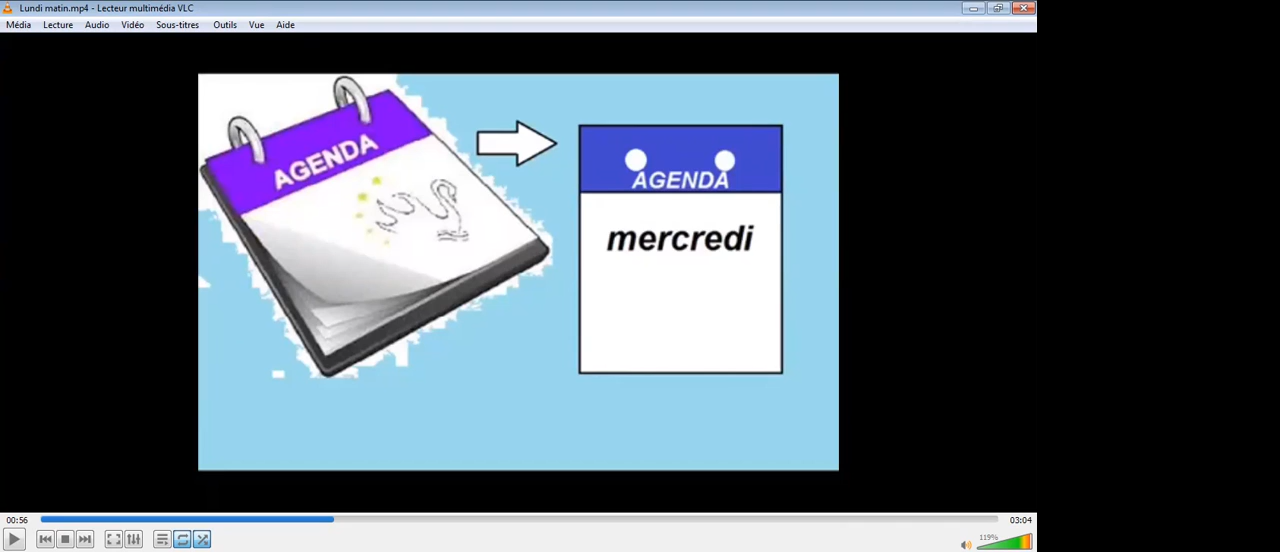 Lundi matin.mp4 - Lecteur multimédia VLC
Média Lecture Audio Vidéo Sous-titres Outils Vue Aide
AGENDA
AGENDA
mercredi
00:56
03:04
119%